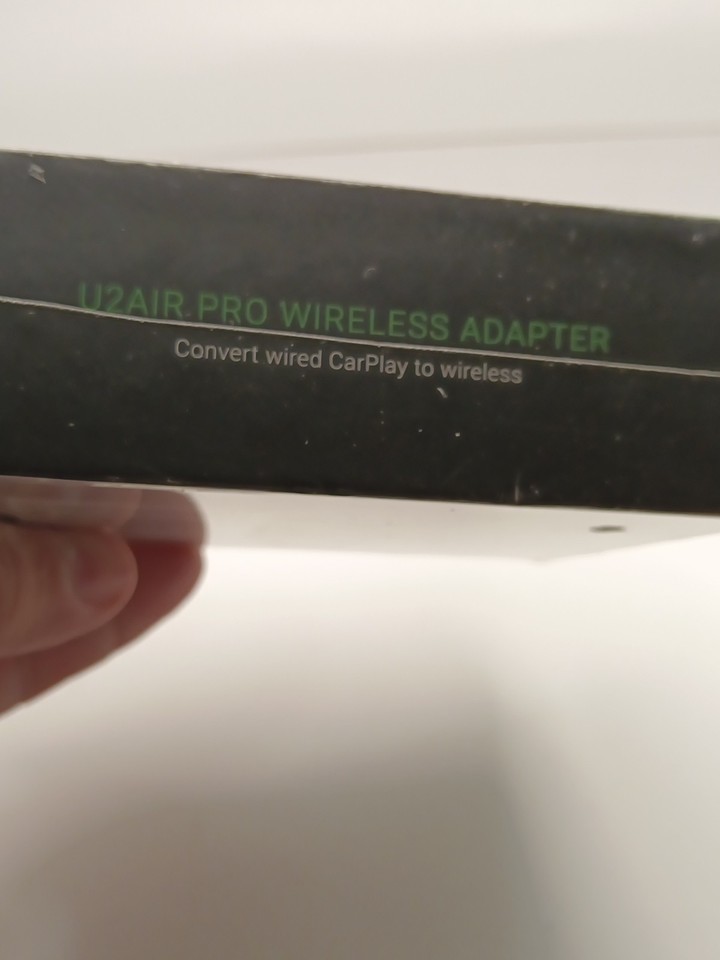 U2AIR PRO WIRELESS ADAPTER
Convert wired CarPlay to wireless